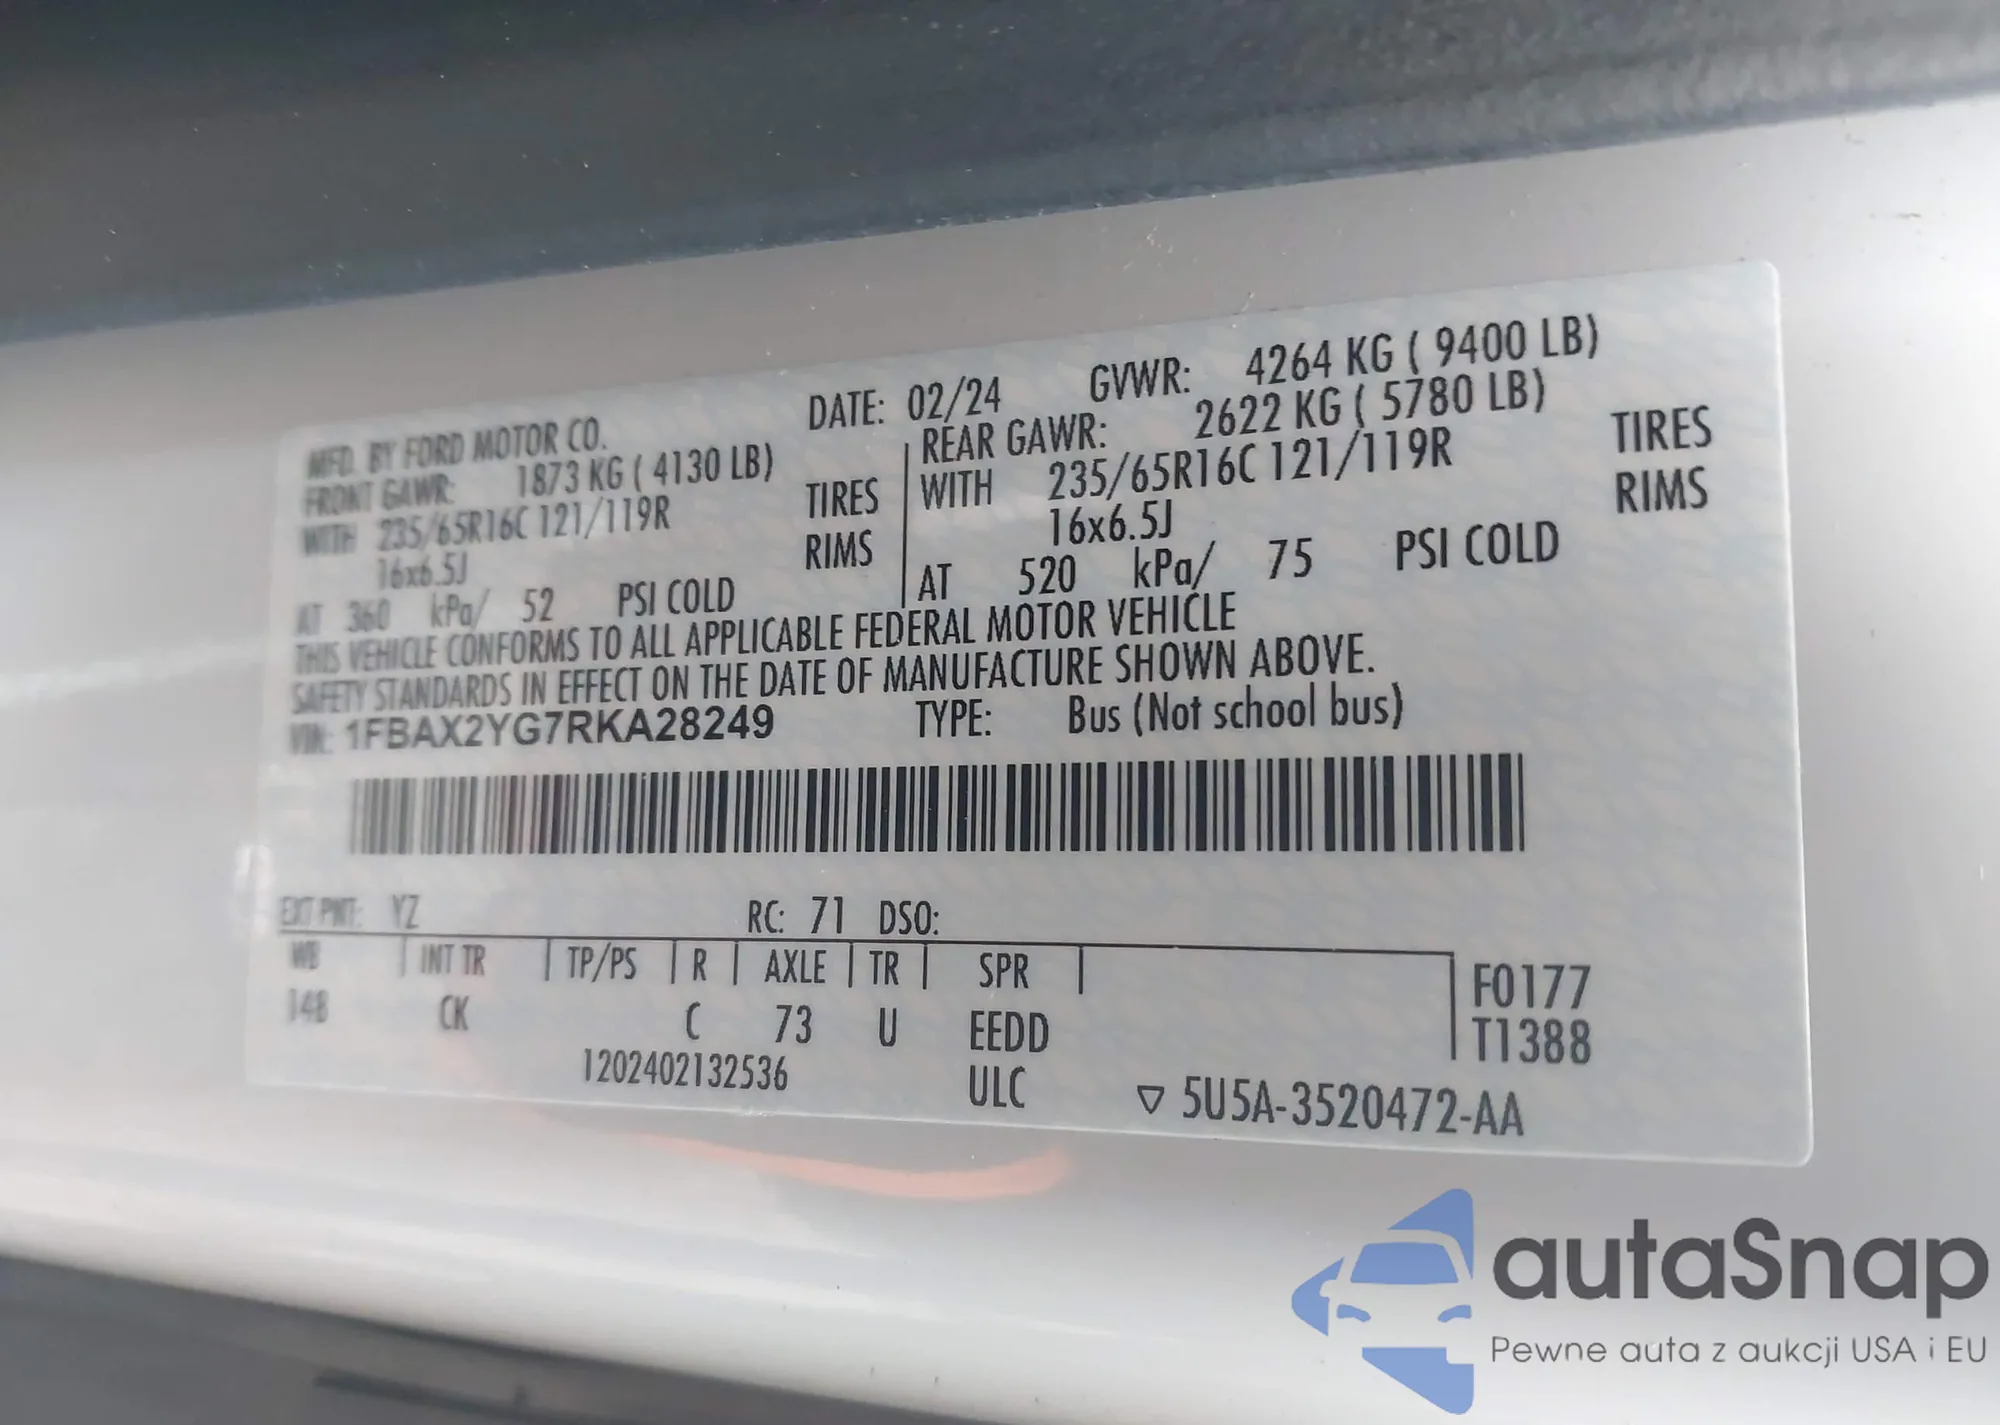 MFD. BY FORD MOTOR CO. DATE: 02/24 GVWR: 4264 KG ( 9400 LB)
FRONT GAWR: 1873 KG ( 4130 LB) REAR GAWR: 2622 KG ( 5780 LB)
WITH 235/65R16C 121/119R TIRES WITH 235/65R16C 121/119R TIRES
16x6.5J RIMS 16x6.5J RIMS
AT 360 kPa/ 52 PSI COLD AT 520 kPa/ 75 PSI COLD
THIS VEHICLE CONFORMS TO ALL APPLICABLE FEDERAL MOTOR VEHICLE
SAFETY STANDARDS IN EFFECT ON THE DATE OF MANUFACTURE SHOWN ABOVE.
VIN: 1FBAX2YG7RKA28249 TYPE: Bus (Not school bus)
EXT PNT: YZ RC: 71 DSO:
WB INT TR TP/PS R AXLE TR SPR F0177
148 CK C 73 U EEDD T1388
1202402132536 ULC ▽ 5U5A-3520472-AA
autaSnap
Pewne auta z aukcji USA i EU